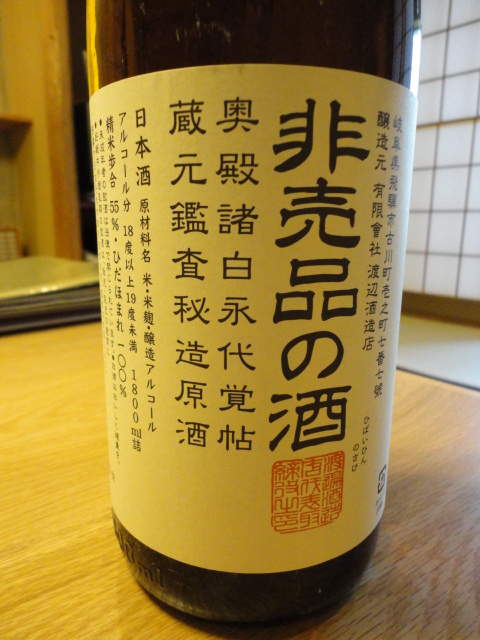 岐阜県飛騨市古川町壱之町七番七號
醸造元 有限會社 渡辺酒造店
非売品の酒
ひばいひん
のさけ
奥殿諸白永代覚帖
蔵元鑑査秘造原酒
日本酒 原材料名 米・米麹・醸造アルコール
アルコール分 18度以上19度未満 1800ml詰
精米歩合 55%・ひだほまれ 一〇〇%